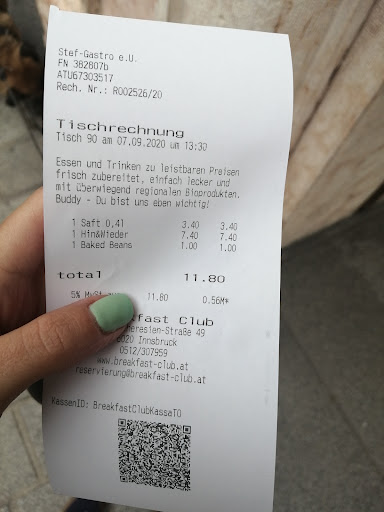 Stef-Gastro e.U.
FN 382807b
ATU67303517
Rech. Nr.: R002526/20
Tischrechnung
Tisch 90 am 07.09.2020 um 13:30
Essen und Trinken zu leistbaren Preisen
frisch zubereitet, einfach lecker und
mit überwiegend regionalen Bioprodukten.
Buddy - Du bist uns eben wichtig!
1 Saft 0,4l 3.40 3.40
1 Hin&Wieder 7.40 7.40
1 Baked Beans 1.00 1.00
total 11.80
5% 11.80 0.56M*
kfast Club
heresian-Straße 49
020 Innsbruck
0512/307959
www.breakfast-club.at
reservierung@breakfast-club.at
KassenID: BreakfastClubKassaTO